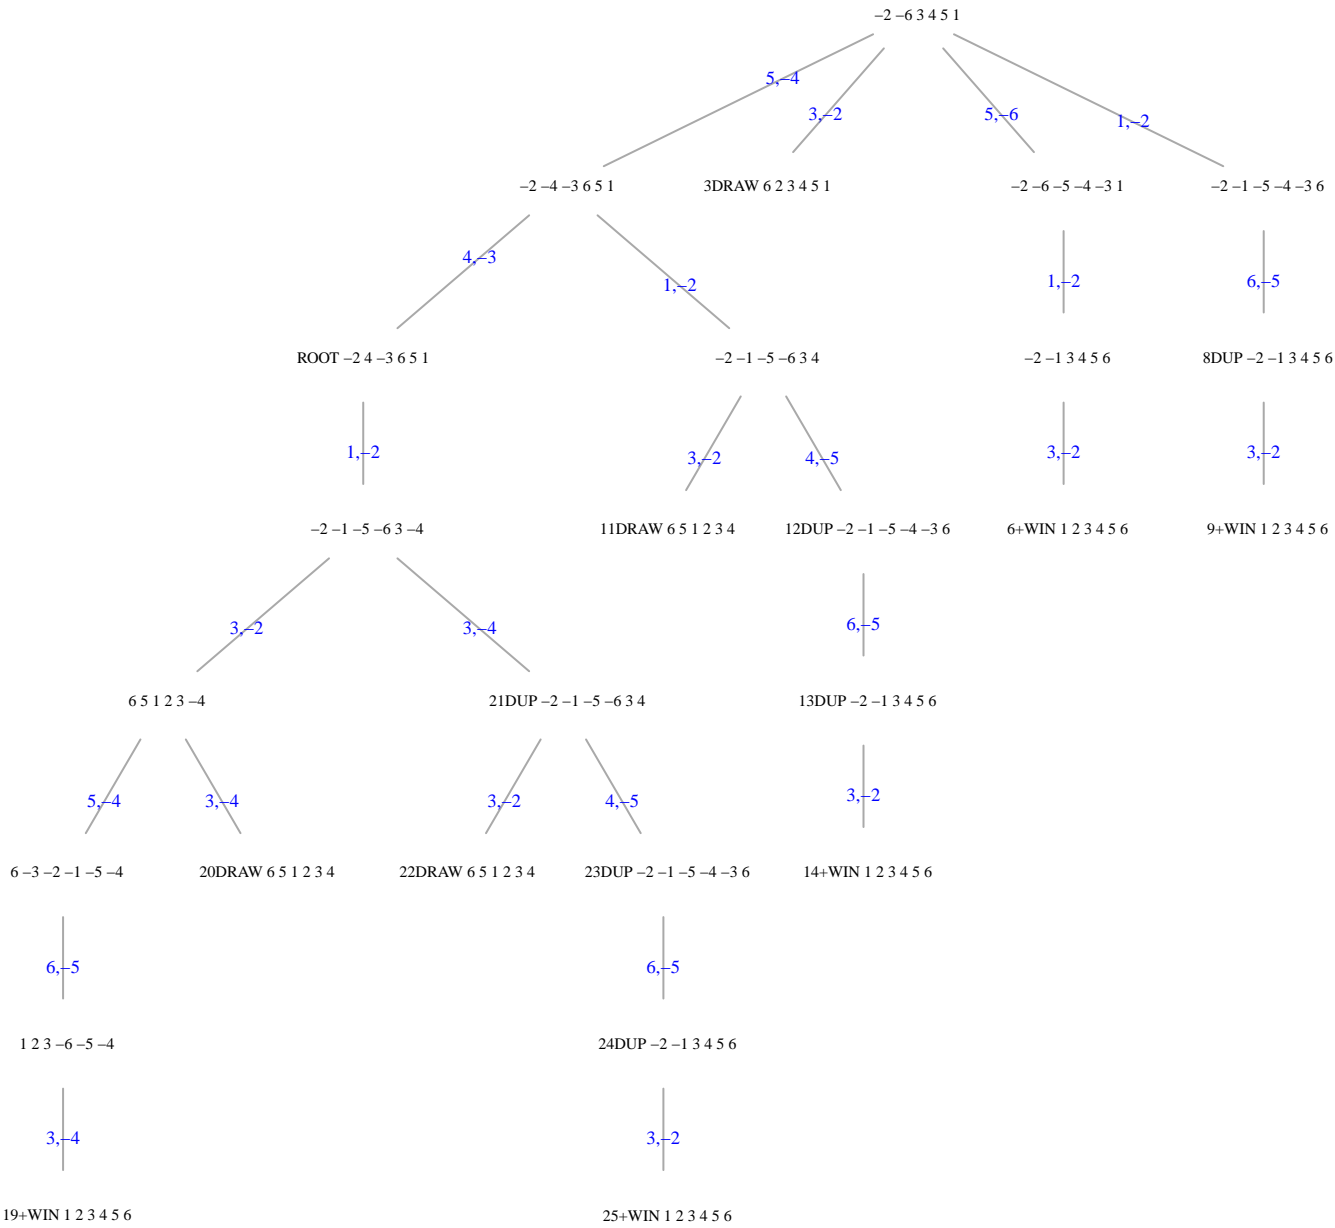 –2 –6 3 4 5 1
5,–4
3,–2
5,–6
1,–2
–2 –4 –3 6 5 1
3DRAW 6 2 3 4 5 1
–2 –6 –5 –4 –3 1
–2 –1 –5 –4 –3 6
4,–3
1,–2
1,–2
6,–5
ROOT –2 4 –3 6 5 1
–2 –1 –5 –6 3 4
–2 –1 3 4 5 6
8DUP –2 –1 3 4 5 6
1,–2
3,–2
4,–5
3,–2
3,–2
–2 –1 –5 –6 3 –4
11DRAW 6 5 1 2 3 4
12DUP –2 –1 –5 –4 –3 6
6+WIN 1 2 3 4 5 6
9+WIN 1 2 3 4 5 6
3,–2
3,–4
6,–5
6 5 1 2 3 –4
21DUP –2 –1 –5 –6 3 4
13DUP –2 –1 3 4 5 6
5,–4
3,–4
3,–2
4,–5
3,–2
6 –3 –2 –1 –5 –4
20DRAW 6 5 1 2 3 4
22DRAW 6 5 1 2 3 4
23DUP –2 –1 –5 –4 –3 6
14+WIN 1 2 3 4 5 6
6,–5
6,–5
1 2 3 –6 –5 –4
24DUP –2 –1 3 4 5 6
3,–4
3,–2
19+WIN 1 2 3 4 5 6
25+WIN 1 2 3 4 5 6